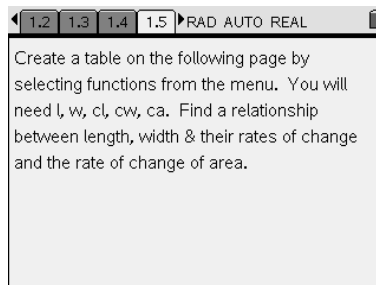 1.2 1.3 1.4 1.5 RAD AUTO REAL
Create a table on the following page by
selecting functions from the menu. You will
need l, w, cl, cw, ca. Find a relationship
between length, width & their rates of change
and the rate of change of area.